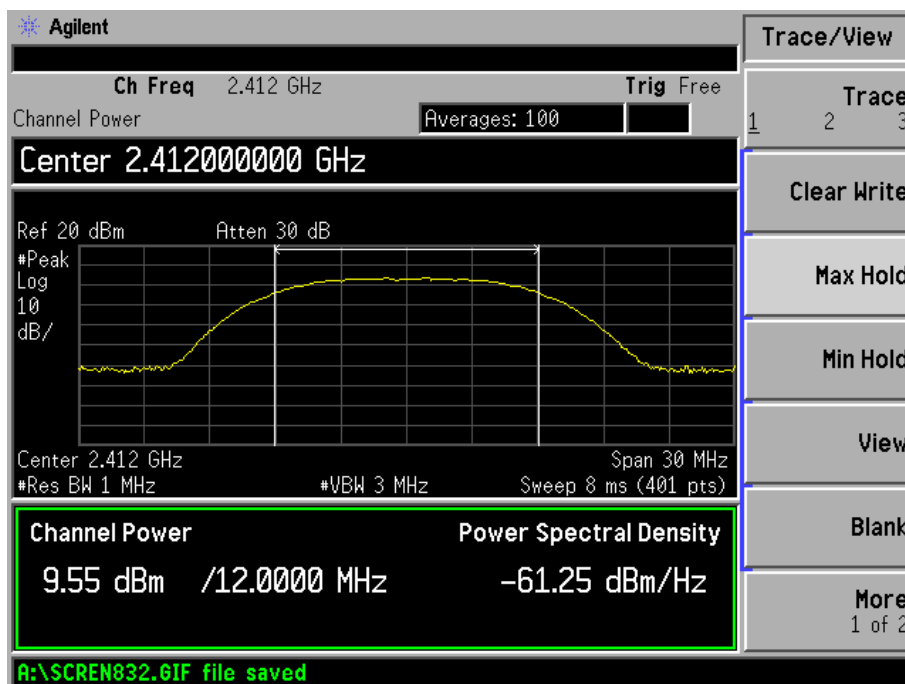 Agilent
Trace/View
Ch Freq 2.412 GHz Trig Free
Channel Power Averages: 100
Center 2.412000000 GHz
Ref 20 dBm Atten 30 dB
#Peak
Log
10
dB/
Center 2.412 GHz Span 30 MHz
#Res BW 1 MHz #VBW 3 MHz Sweep 8 ms (401 pts)
Channel Power Power Spectral Density
9.55 dBm /12.0000 MHz -61.25 dBm/Hz
A:\SCREN832.GIF file saved
Trace
1 2 3
Clear Write
Max Hold
Min Hold
View
Blank
More
1 of 2